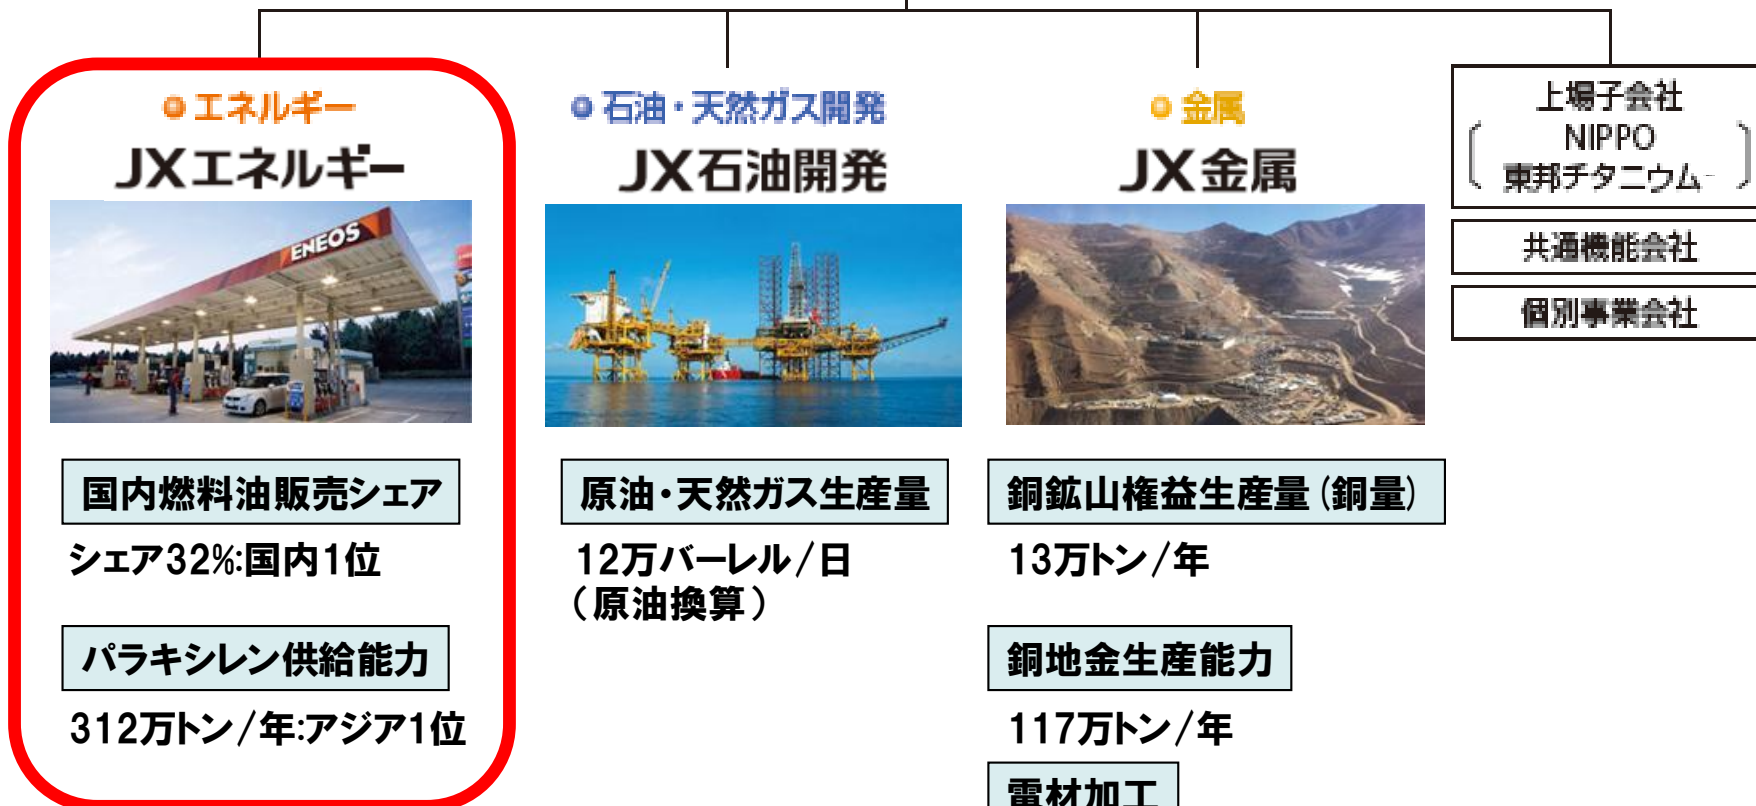 エネルギー
JXエネルギー
ENEOS
国内燃料油販売シェア
シェア32%:国内1位
パラキシレン供給能力
312万トン/年:アジア1位
石油・天然ガス開発
JX石油開発
原油・天然ガス生産量
12万バーレル/日
（原油換算）
金属
JX金属
銅鉱山権益生産量(銅量)
13万トン/年
銅地金生産能力
117万トン/年
電材加工
上場子会社
NIPPO
東邦チタニウム
共通機能会社
個別事業会社